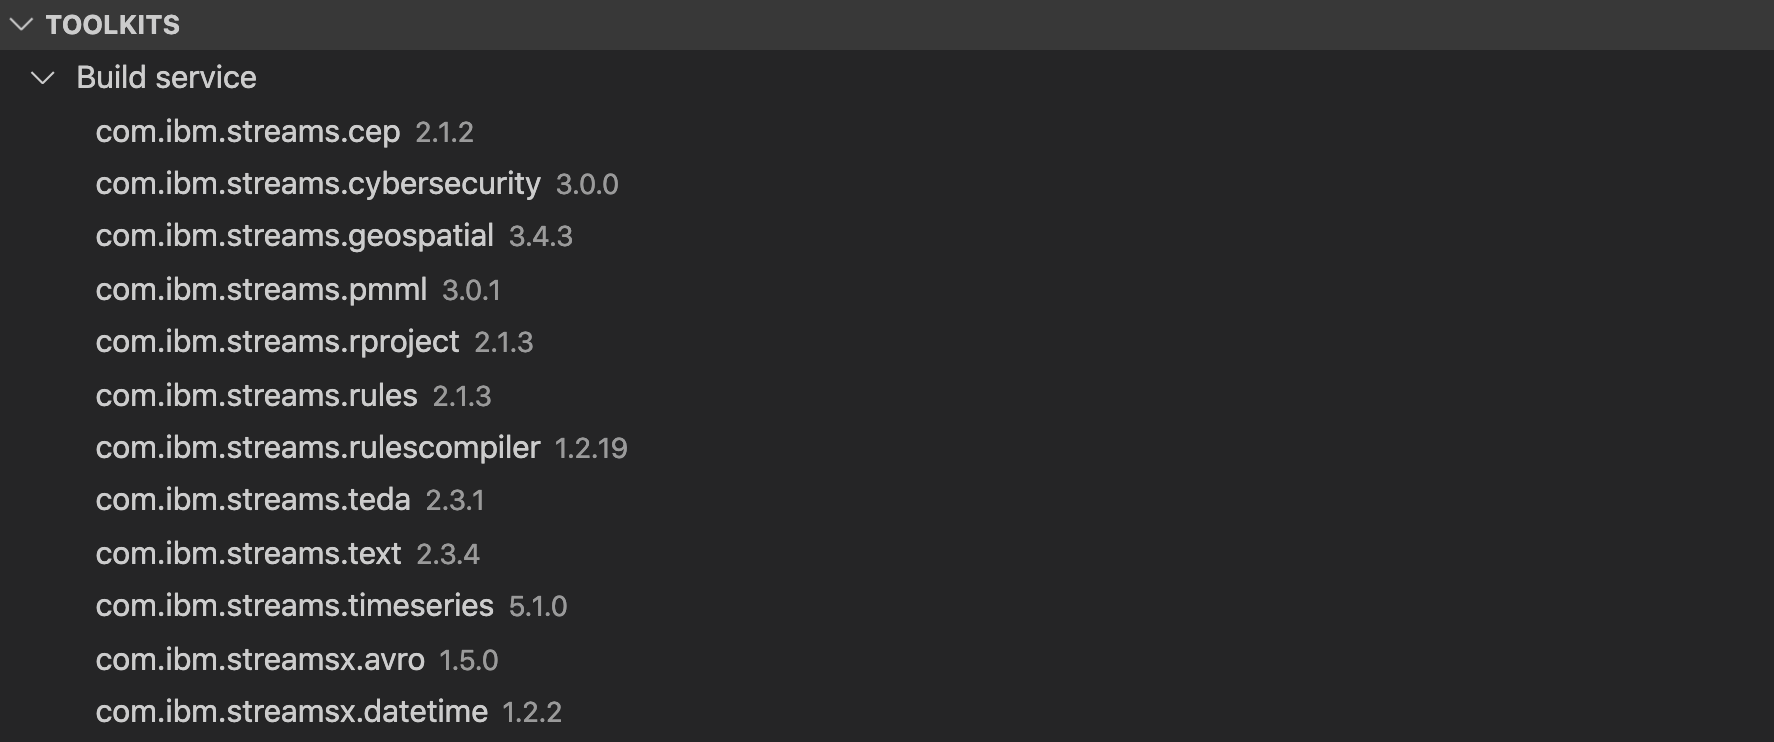 TOOLKITS
Build service
com.ibm.streams.cep 2.1.2
com.ibm.streams.cybersecurity 3.0.0
com.ibm.streams.geospatial 3.4.3
com.ibm.streams.pmml 3.0.1
com.ibm.streams.rproject 2.1.3
com.ibm.streams.rules 2.1.3
com.ibm.streams.rulescompiler 1.2.19
com.ibm.streams.teda 2.3.1
com.ibm.streams.text 2.3.4
com.ibm.streams.timeseries 5.1.0
com.ibm.streamsx.avro 1.5.0
com.ibm.streamsx.datetime 1.2.2